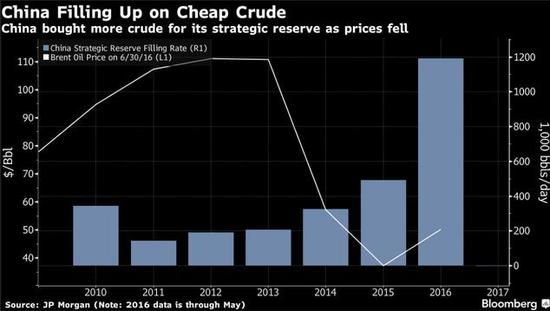 China Filling Up on Cheap Crude
China bought more crude for its strategic reserve as prices fell
China Strategic Reserve Filling Rate (R1)
Brent Oil Price on 6/30/16 (L1)
110
100
90
80
70
60
50
40
$/Bbl
1200
1000
800
600
400
200
0
1,000 bbls/day
2010 2011 2012 2013 2014 2015 2016 2017
Source: JP Morgan (Note: 2016 data is through May)
Bloomberg